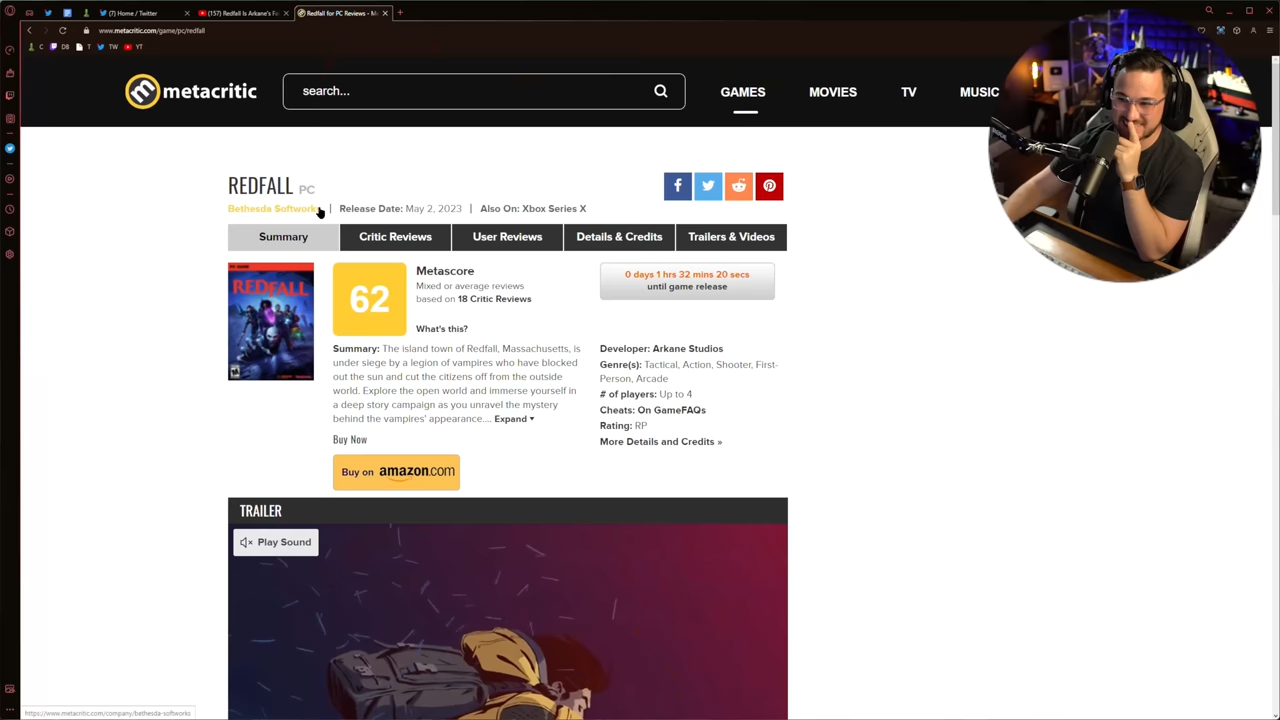 (7) Home / Twitter
(157) Redfall Is Arkane's F
Redfall for PC Reviews - M
www.metacritic.com/game/pc/redfall
C
DB
T
TW
YT
metacritic
search...
GAMES
MOVIES
TV
MUSIC
REDFALL PC
Bethesda Softworks | Release Date: May 2, 2023 | Also On: Xbox Series X
Summary
Critic Reviews
User Reviews
Details & Credits
Trailers & Videos
REDFALL
62
Metascore
Mixed or average reviews
based on 18 Critic Reviews
What's this?
0 days 1 hrs 32 mins 20 secs
until game release
Summary: The island town of Redfall, Massachusetts, is
under siege by a legion of vampires who have blocked
out the sun and cut the citizens off from the outside
world. Explore the open world and immerse yourself in
a deep story campaign as you unravel the mystery
behind the vampires' appearance.... Expand
Developer: Arkane Studios
Genre(s): Tactical, Action, Shooter, First-
Person, Arcade
# of players: Up to 4
Cheats: On GameFAQs
Rating: RP
More Details and Credits »
Buy Now
Buy on amazon.com
TRAILER
Play Sound
https://www.metacritic.com/company/bethesda-softworks